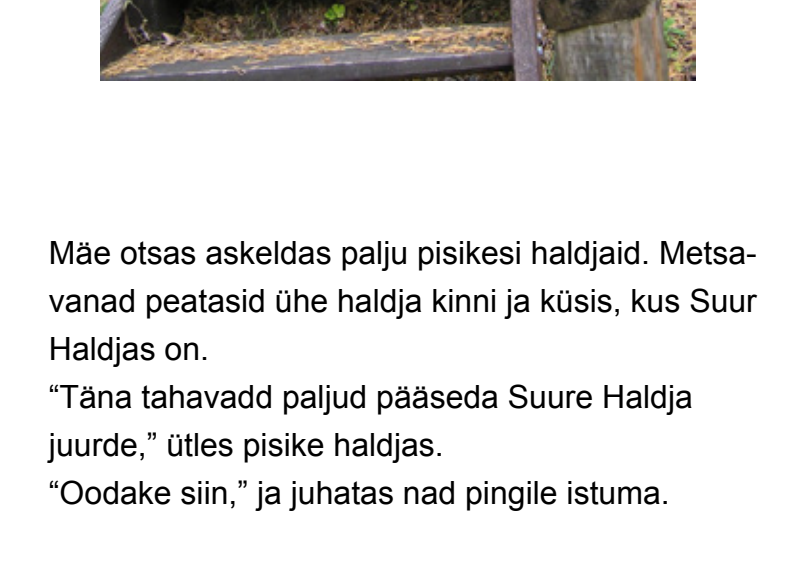 Mäe otsas askeldas palju pisikesi haldjaid. Metsa-
vanad peatasid ühe haldja kinni ja küsis, kus Suur
Haldjas on.
“Täna tahavadd paljud pääseda Suure Haldja
juurde,” ütles pisike haldjas.
“Oodake siin,” ja juhatas nad pingile istuma.